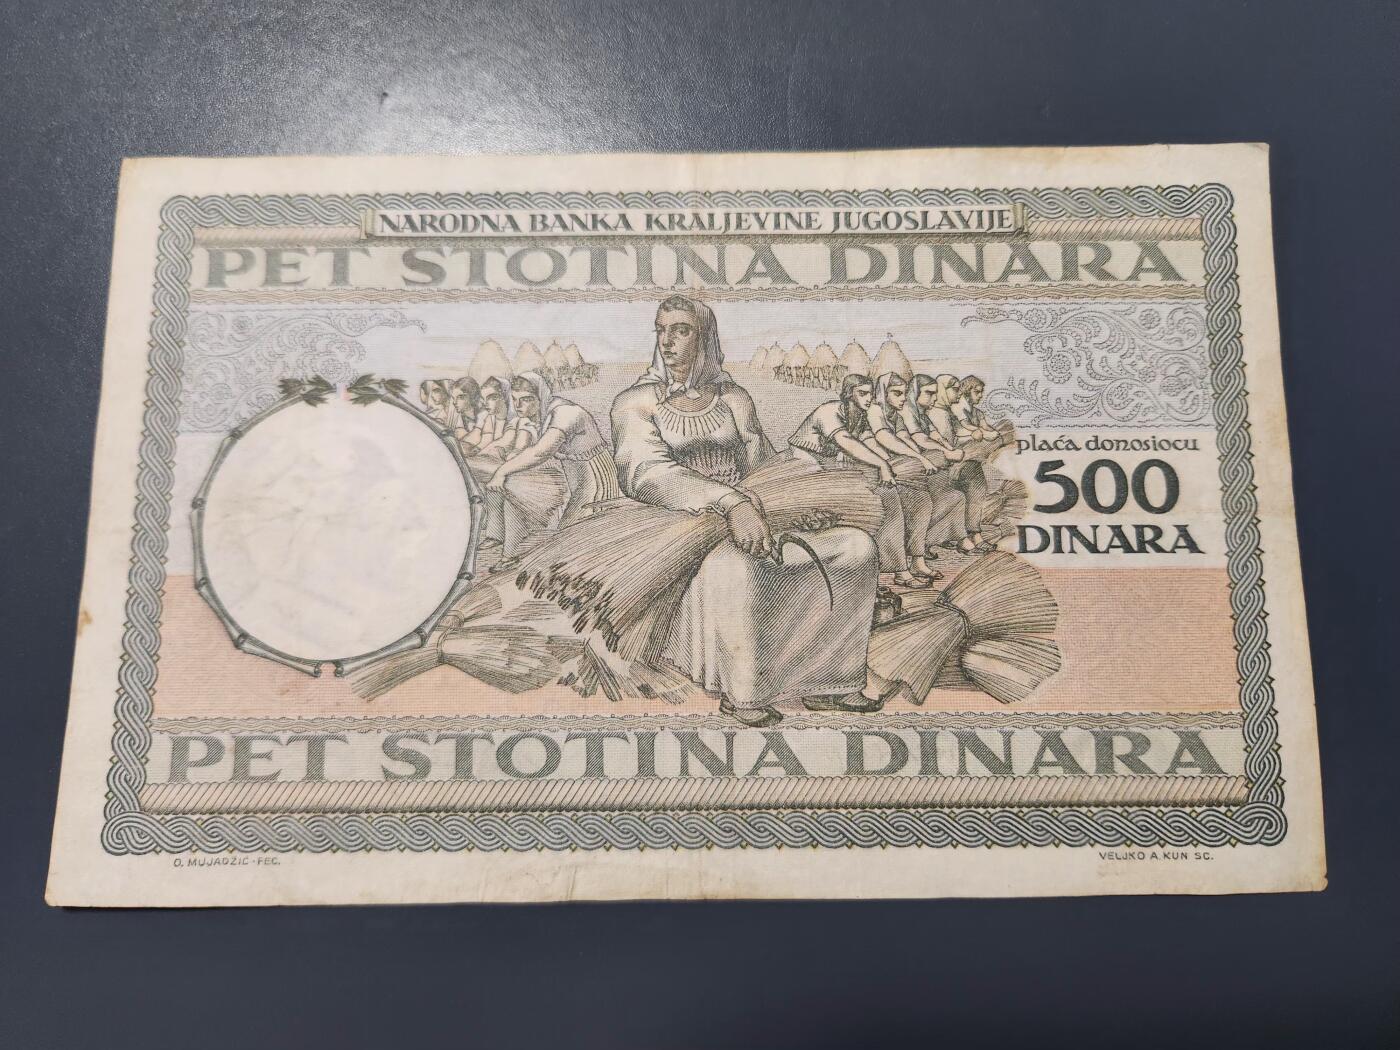 NARODNA BANKA KRALJEVINE JUGOSLAVIJE
PET STOTINA DINARA
plaća donosiocu
500
DINARA
PET STOTINA DINARA
O. MUJADŽIĆ - FEC.
VELJKO A. KUN SC.